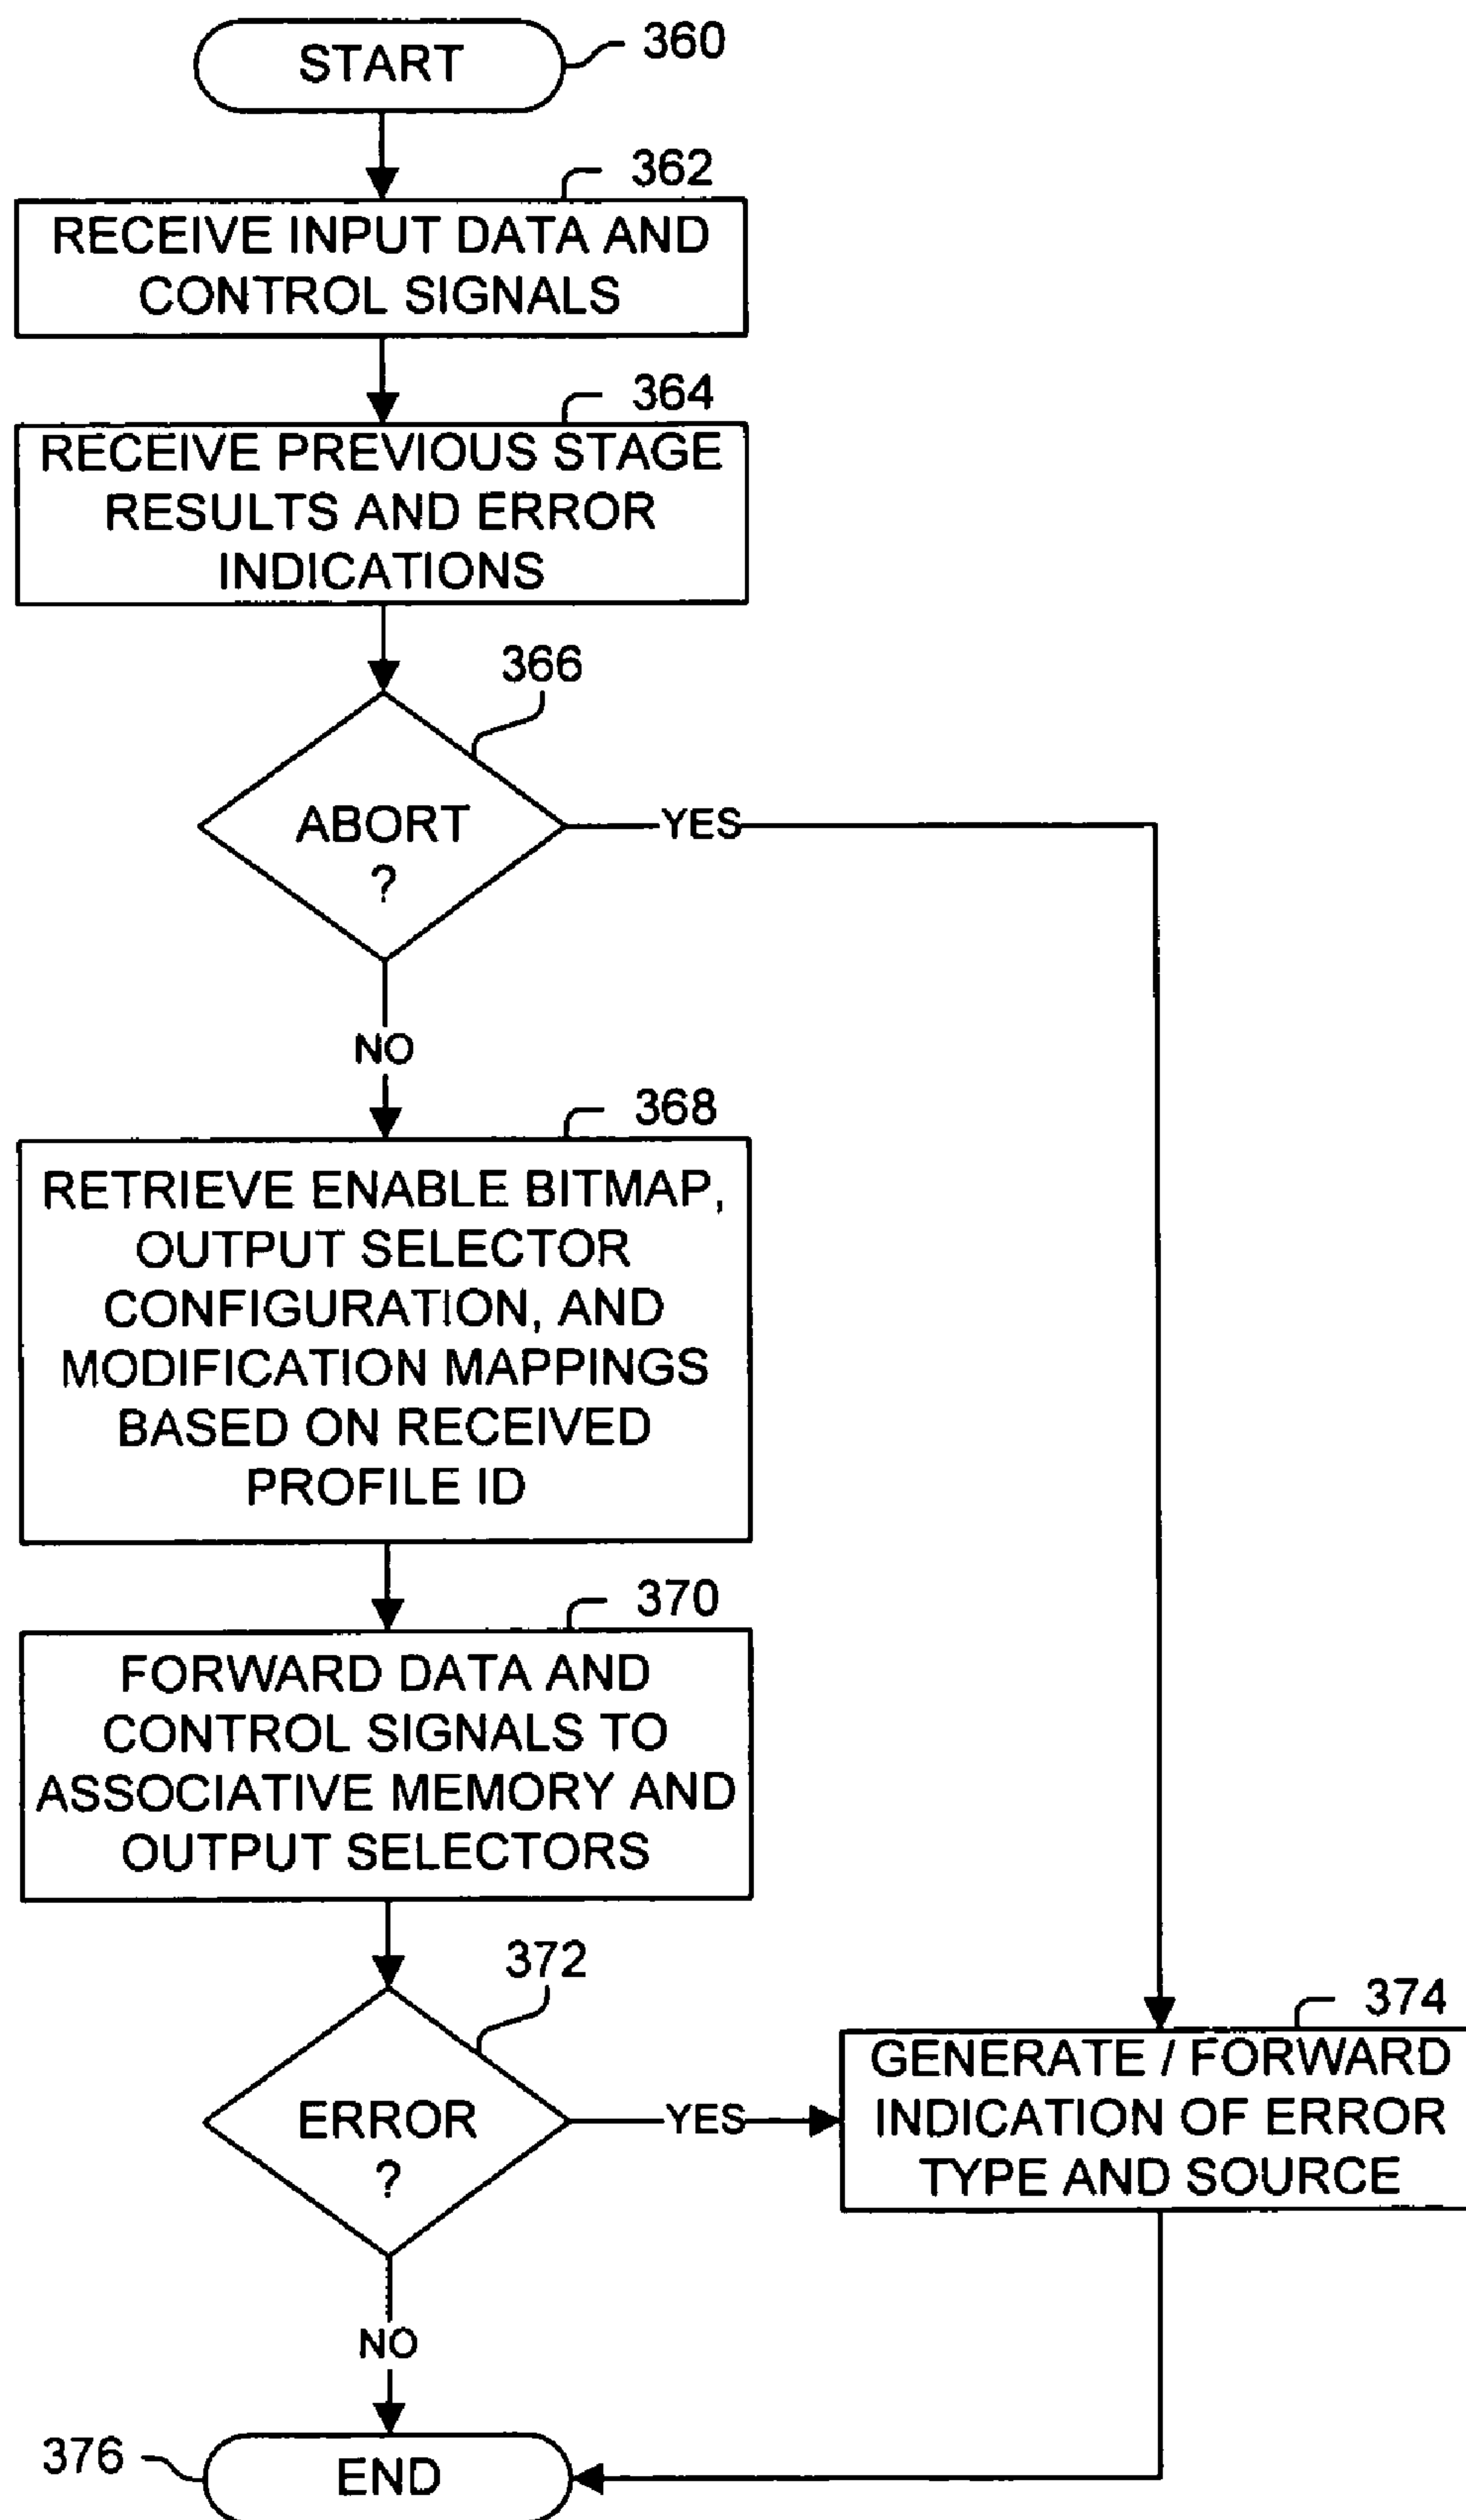 START
360
362
RECEIVE INPUT DATA AND
CONTROL SIGNALS
364
RECEIVE PREVIOUS STAGE
RESULTS AND ERROR
INDICATIONS
366
ABORT
?
YES
NO
368
RETRIEVE ENABLE BITMAP,
OUTPUT SELECTOR
CONFIGURATION, AND
MODIFICATION MAPPINGS
BASED ON RECEIVED
PROFILE ID
370
FORWARD DATA AND
CONTROL SIGNALS TO
ASSOCIATIVE MEMORY AND
OUTPUT SELECTORS
372
ERROR
?
YES
374
GENERATE / FORWARD
INDICATION OF ERROR
TYPE AND SOURCE
NO
376
END